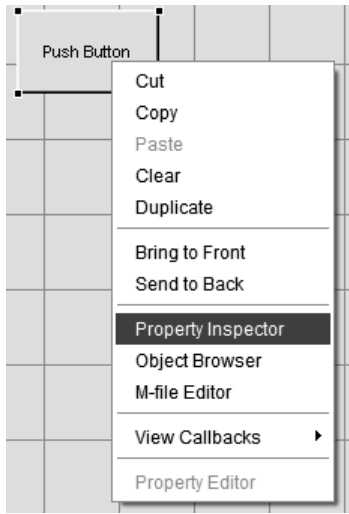 Push Button
Cut
Copy
Paste
Clear
Duplicate
Bring to Front
Send to Back
Property Inspector
Object Browser
M-file Editor
View Callbacks
Property Editor